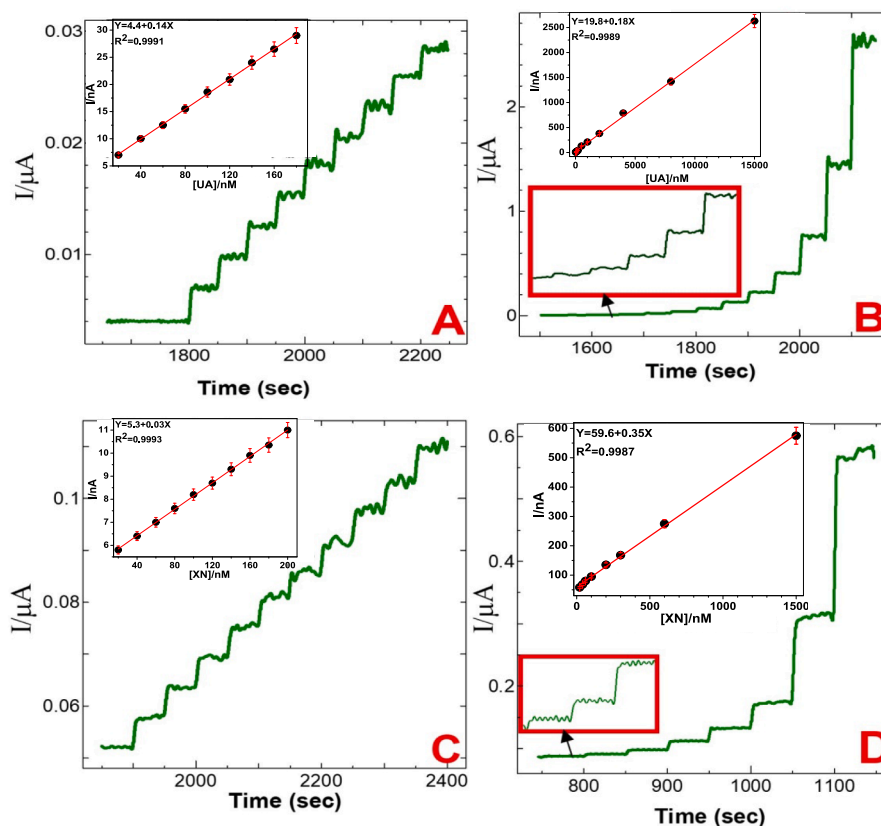 Y=4.4+0.14X
R²=0.9991
I/nA
30
25
20
15
10
5
40
80
120
160
[UA]/nM
I/µA
0.03
0.02
0.01
1800
2000
2200
Time (sec)
A
Y=19.8+0.18X
R²=0.9989
I/nA
2500
2000
1500
1000
500
0
0
5000
10000
15000
[UA]/nM
I/µA
2
1
0
1600
1800
2000
Time (sec)
B
Y=5.3+0.03X
R²=0.9993
I/nA
11
10
9
8
7
6
40
80
120
160
200
[XN]/nM
I/µA
0.1
0.08
0.06
2000
2200
2400
Time (sec)
C
Y=59.6+0.35X
R²=0.9987
I/nA
600
500
400
300
200
100
0
500
1000
1500
[XN]/nM
I/µA
0.6
0.4
0.2
800
900
1000
1100
Time (sec)
D